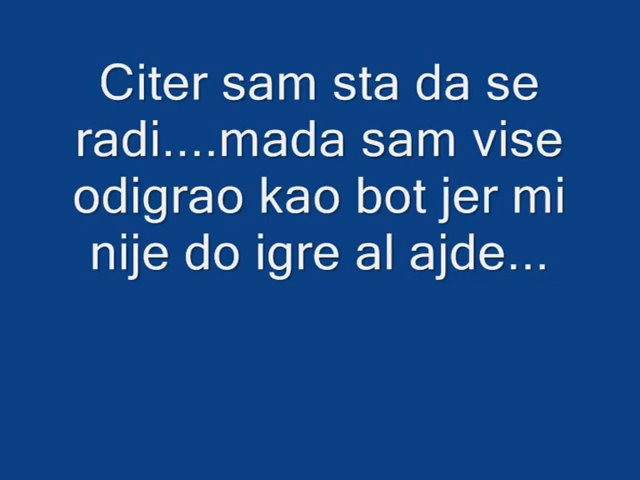 Citer sam sta da se
radi....mada sam vise
odigrao kao bot jer mi
nije do igre al ajde...